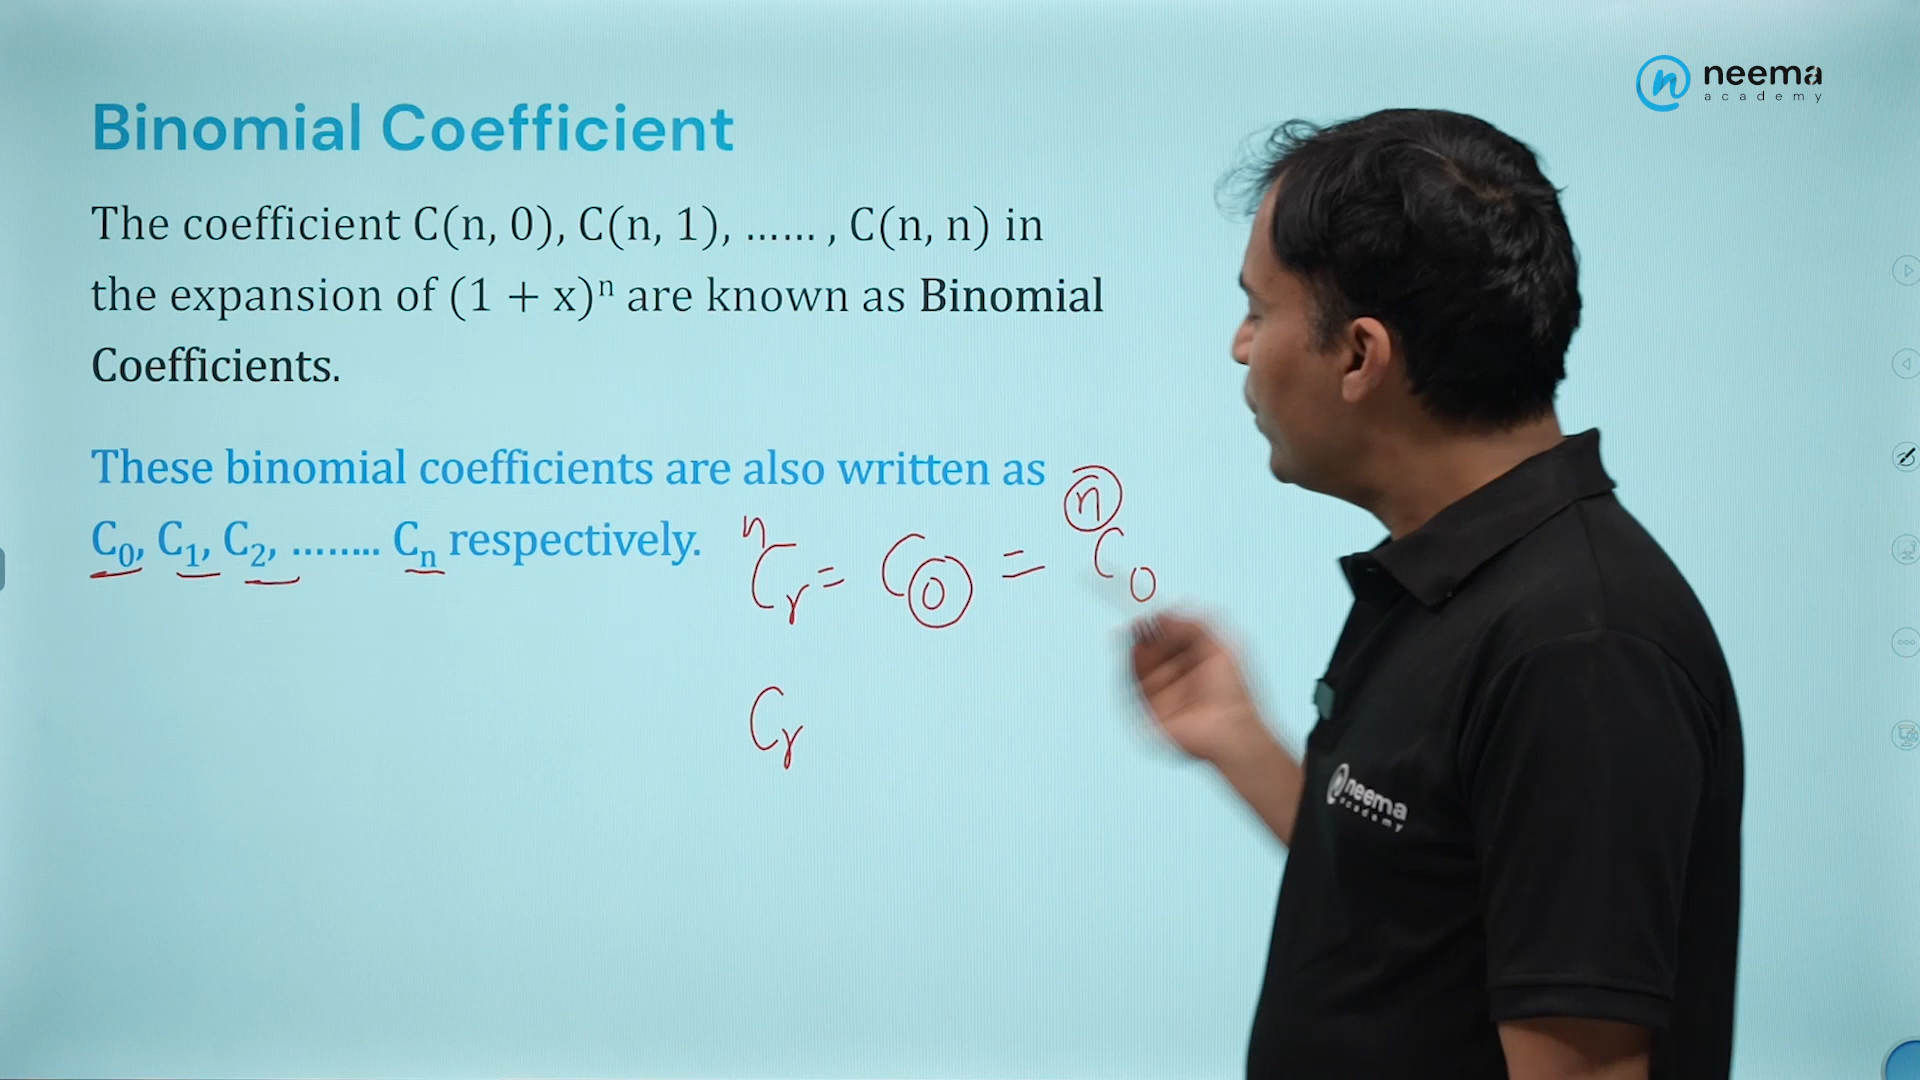 neema
academy
Binomial Coefficient
The coefficient C(n, 0), C(n, 1), ...... , C(n, n) in
the expansion of (1 + x)ⁿ are known as Binomial
Coefficients.
These binomial coefficients are also written as
C₀, C₁, C₂, ........ Cₙ respectively.
ⁿCᵣ = C₀ = ⁿC₀
Cᵣ
neema
academy